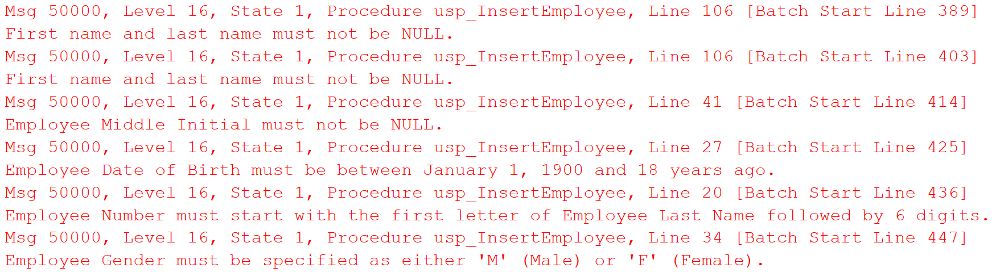 Msg 50000, Level 16, State 1, Procedure usp_InsertEmployee, Line 106 [Batch Start Line 389]
First name and last name must not be NULL.
Msg 50000, Level 16, State 1, Procedure usp_InsertEmployee, Line 106 [Batch Start Line 403]
First name and last name must not be NULL.
Msg 50000, Level 16, State 1, Procedure usp_InsertEmployee, Line 41 [Batch Start Line 414]
Employee Middle Initial must not be NULL.
Msg 50000, Level 16, State 1, Procedure usp_InsertEmployee, Line 27 [Batch Start Line 425]
Employee Date of Birth must be between January 1, 1900 and 18 years ago.
Msg 50000, Level 16, State 1, Procedure usp_InsertEmployee, Line 20 [Batch Start Line 436]
Employee Number must start with the first letter of Employee Last Name followed by 6 digits.
Msg 50000, Level 16, State 1, Procedure usp_InsertEmployee, Line 34 [Batch Start Line 447]
Employee Gender must be specified as either 'M' (Male) or 'F' (Female).